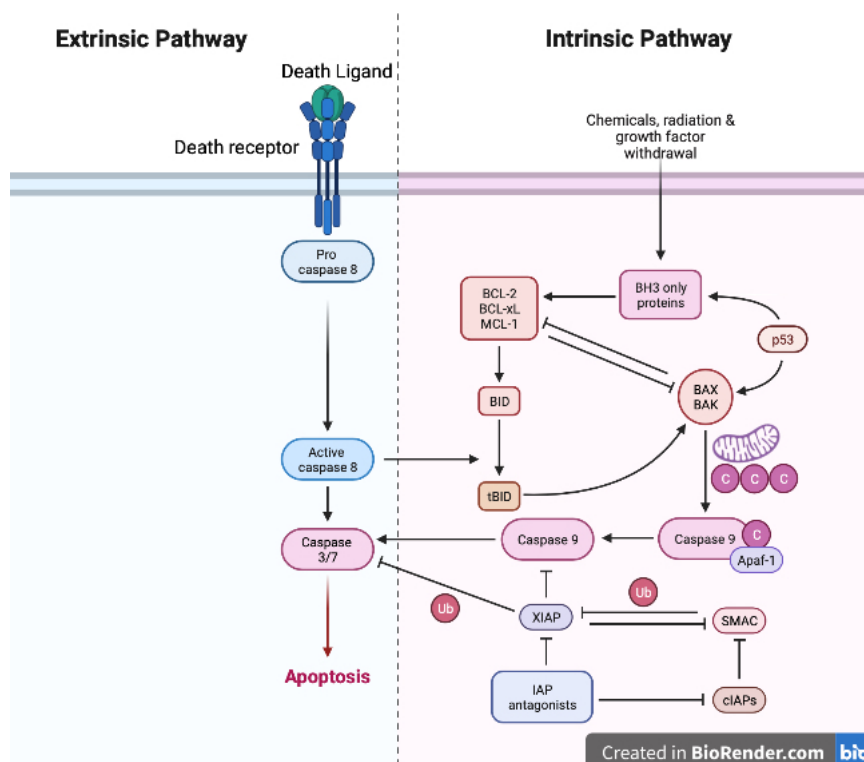 Extrinsic Pathway
Intrinsic Pathway
Death Ligand
Death receptor
Chemicals, radiation &
growth factor
withdrawal
Pro
caspase 8
BCL-2
BCL-xL
MCL-1
BH3 only
proteins
p53
BID
BAX
BAK
Active
caspase 8
tBID
C C C
Caspase
3/7
Caspase 9
Caspase 9
C
Apaf-1
Ub
XIAP
Ub
SMAC
Apoptosis
IAP
antagonists
cIAPs
Created in BioRender.com bio